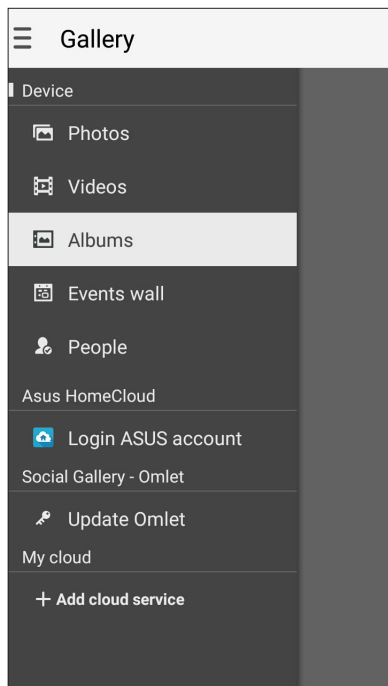 Gallery
Device
Photos
Videos
Albums
Events wall
People
Asus HomeCloud
Login ASUS account
Social Gallery - Omlet
Update Omlet
My cloud
+ Add cloud service